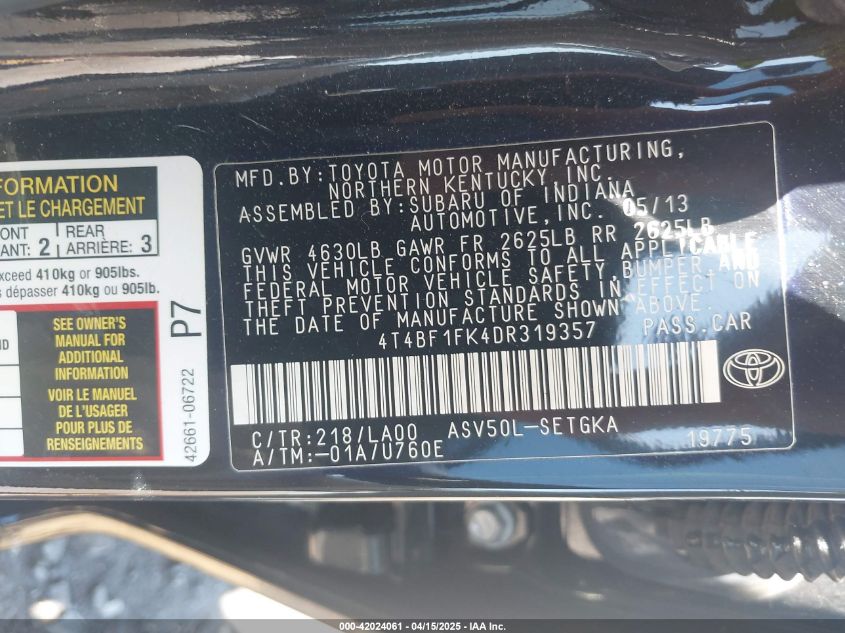 FORMATION
ET LE CHARGEMENT
REAR
ANT: 2 ARRIÈRE: 3
exceed 410kg or 905lbs.
s dépasser 410kg ou 905lb.
SEE OWNER'S
MANUAL FOR
ADDITIONAL
INFORMATION
VOIR LE MANUEL
DE L'USAGER
POUR PLUS DE
RENSEIGNEMENTS
P7
42661-06722
MFD.BY:TOYOTA MOTOR MANUFACTURING,
NORTHERN KENTUCKY, INC.
ASSEMBLED BY:SUBARU OF INDIANA
AUTOMOTIVE,INC. 05/13
GVWR 4630LB GAWR FR 2625LB RR 2625LB
THIS VEHICLE CONFORMS TO ALL APPLICABLE
FEDERAL MOTOR VEHICLE SAFETY,BUMPER,AND
THEFT PREVENTION STANDARDS IN EFFECT ON
THE DATE OF MANUFACTURE SHOWN ABOVE.
4T4BF1FK4DR319357 PASS.CAR
C/TR:218/LA00 ASV50L-SETGKA
A/TM:-01A/U760E 19775
000-42024061 - 04/15/2025 - IAA Inc.